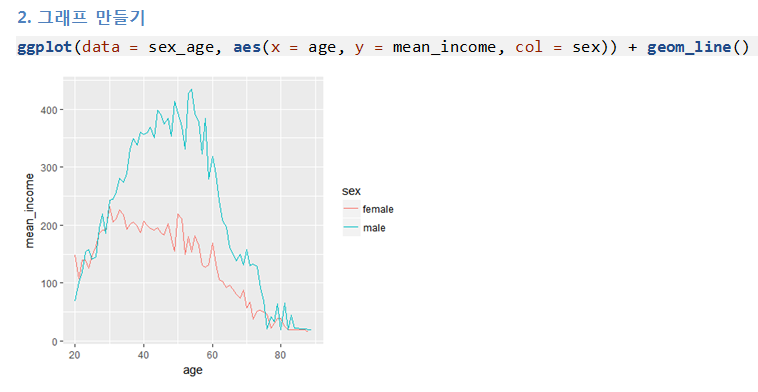 2. 그래프 만들기
ggplot(data = sex_age, aes(x = age, y = mean_income, col = sex)) + geom_line()
400
300
200
100
0
mean_income
20
40
60
80
age
sex
female
male